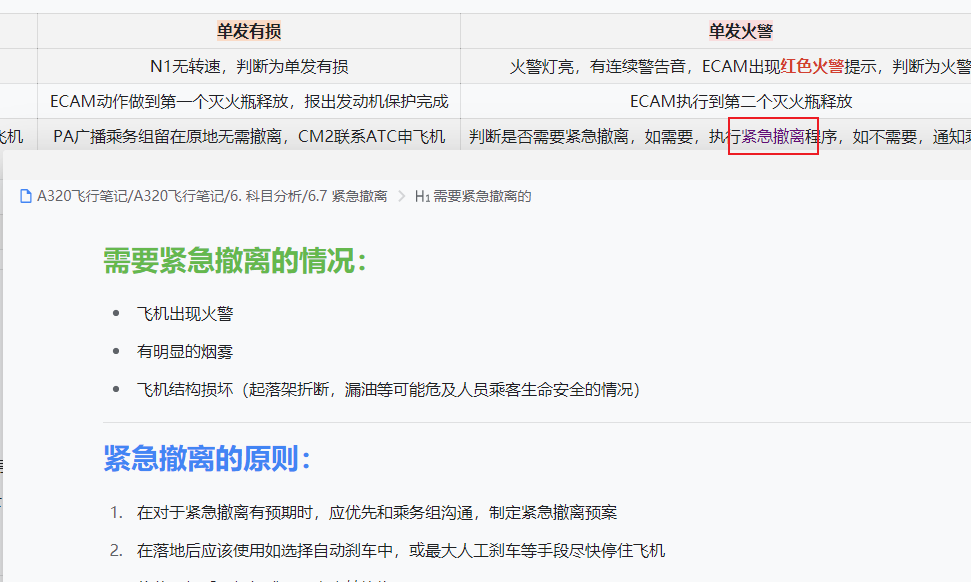 单发有损 单发火警
N1无转速，判断为单发有损 火警灯亮，有连续警告音，ECAM出现红色火警提示，判断为火警
ECAM动作做到第一个灭火瓶释放，报出发动机保护完成 ECAM执行到第二个灭火瓶释放
飞机 PA广播乘务组留在原地无需撤离，CM2联系ATC申飞机 判断是否需要紧急撤离，如需要，执行紧急撤离程序，如不需要，通知
A320飞行笔记/A320飞行笔记/6. 科目分析/6.7 紧急撤离 > H1 需要紧急撤离的
需要紧急撤离的情况：
• 飞机出现火警
• 有明显的烟雾
• 飞机结构损坏（起落架折断，漏油等可能危及人员乘客生命安全的情况）
紧急撤离的原则：
1. 在对于紧急撤离有预期时，应优先和乘务组沟通，制定紧急撤离预案
2. 在落地后应该使用如选择自动刹车中，或最大人工刹车等手段尽快停住飞机